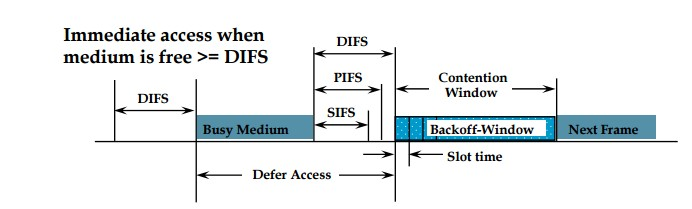 Immediate access when
medium is free >= DIFS
DIFS
DIFS
PIFS
SIFS
Contention
Window
Busy Medium
Backoff-Window
Next Frame
Slot time
Defer Access